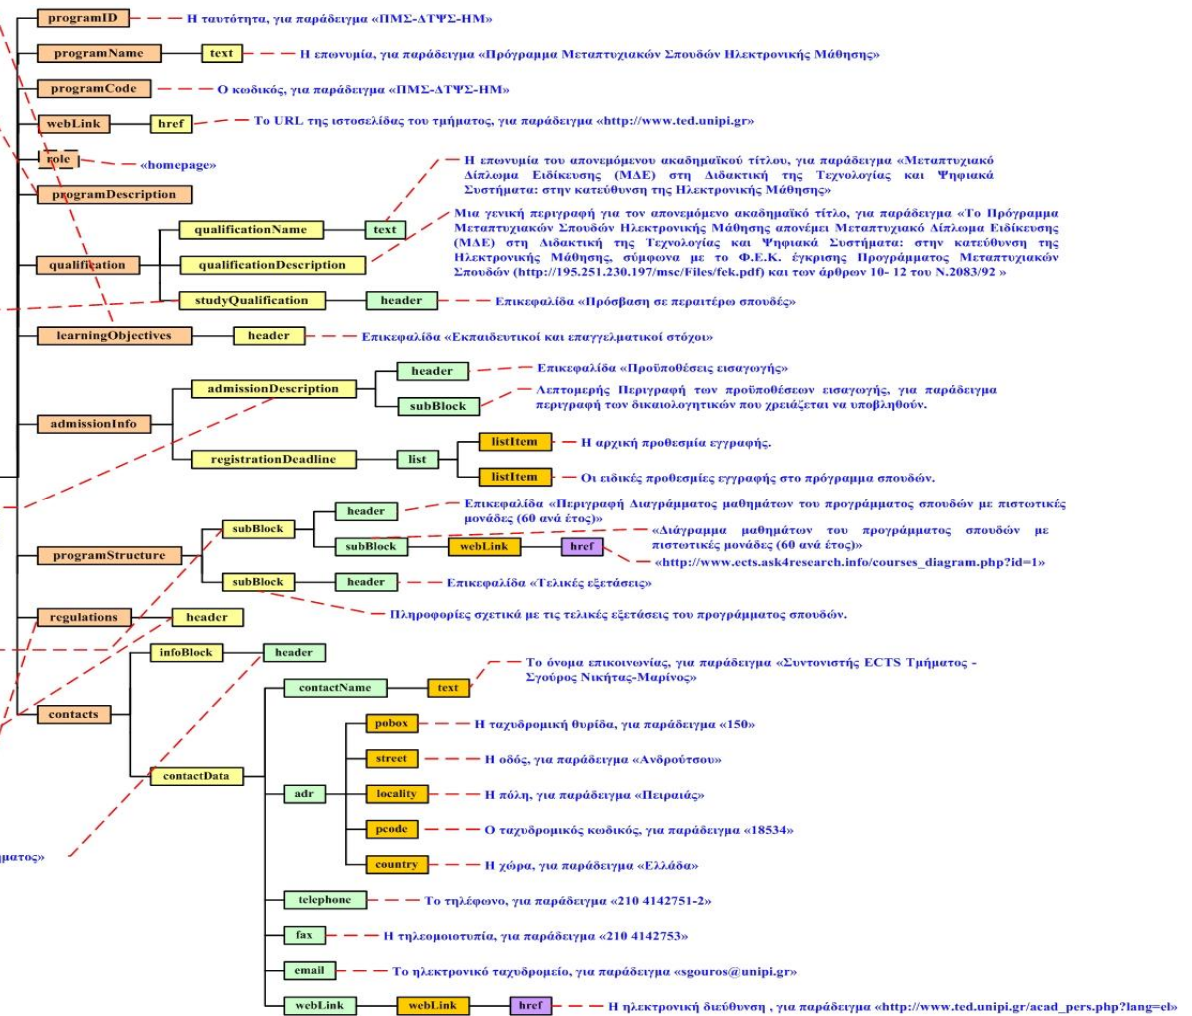 programID
Η ταυτότητα, για παράδειγμα «ΠΜΣ-ΔΤΨΣ-ΗΜ»
programName
text
Η επωνυμία, για παράδειγμα «Πρόγραμμα Μεταπτυχιακών Σπουδών Ηλεκτρονικής Μάθησης»
programCode
Ο κωδικός, για παράδειγμα «ΠΜΣ-ΔΤΨΣ-ΗΜ»
webLink
href
Το URL της ιστοσελίδας του τμήματος, για παράδειγμα «http://www.ted.unipi.gr»
role
«homepage»
programDescription
Η επωνυμία του απονεμόμενου ακαδημαϊκού τίτλου, για παράδειγμα «Μεταπτυχιακό
Δίπλωμα Ειδίκευσης (ΜΔΕ) στη Διδακτική της Τεχνολογίας και Ψηφιακά
Συστήματα: στην κατεύθυνση της Ηλεκτρονικής Μάθησης»
qualification
qualificationName
text
Μια γενική περιγραφή για τον απονεμόμενο ακαδημαϊκό τίτλο, για παράδειγμα «Το Πρόγραμμα
Μεταπτυχιακών Σπουδών Ηλεκτρονικής Μάθησης απονέμει Μεταπτυχιακό Δίπλωμα Ειδίκευσης
(ΜΔΕ) στη Διδακτική της Τεχνολογίας και Ψηφιακά Συστήματα: στην κατεύθυνση της
Ηλεκτρονικής Μάθησης, σύμφωνα με το Φ.Ε.Κ. έγκρισης Προγράμματος Μεταπτυχιακών
Σπουδών (http://195.251.230.197/msc/Files/fek.pdf) και των άρθρων 10- 12 του Ν.2083/92 »
qualificationDescription
studyQualification
header
Επικεφαλίδα «Πρόσβαση σε περαιτέρω σπουδές»
learningObjectives
header
Επικεφαλίδα «Εκπαιδευτικοί και επαγγελματικοί στόχοι»
admissionInfo
admissionDescription
header
Επικεφαλίδα «Προϋποθέσεις εισαγωγής»
subBlock
Λεπτομερής Περιγραφή των προϋποθέσεων εισαγωγής, για παράδειγμα
περιγραφή των δικαιολογητικών που χρειάζεται να υποβληθούν.
registrationDeadline
list
listItem
Η αρχική προθεσμία εγγραφής.
listItem
Οι ειδικές προθεσμίες εγγραφής στο πρόγραμμα σπουδών.
programStructure
subBlock
header
Επικεφαλίδα «Περιγραφή Διαγράμματος μαθημάτων του προγράμματος σπουδών με πιστωτικές
μονάδες (60 ανά έτος)»
subBlock
webLink
href
«Διάγραμμα μαθημάτων του προγράμματος σπουδών με
πιστωτικές μονάδες (60 ανά έτος)»
«http://www.ects.ask4research.info/courses_diagram.php?id=1»
subBlock
header
Επικεφαλίδα «Τελικές εξετάσεις»
Πληροφορίες σχετικά με τις τελικές εξετάσεις του προγράμματος σπουδών.
regulations
header
contacts
infoBlock
header
contactData
contactName
text
Το όνομα επικοινωνίας, για παράδειγμα «Συντονιστής ECTS Τμήματος -
Σγούρος Νικήτας-Μαρίνος»
adr
pobox
Η ταχυδρομική θυρίδα, για παράδειγμα «150»
street
Η οδός, για παράδειγμα «Ανδρούτσου»
locality
Η πόλη, για παράδειγμα «Πειραιάς»
pcode
Ο ταχυδρομικός κωδικός, για παράδειγμα «18534»
country
Η χώρα, για παράδειγμα «Ελλάδα»
ήματος»
telephone
Το τηλέφωνο, για παράδειγμα «210 4142751-2»
fax
Η τηλεομοιοτυπία, για παράδειγμα «210 4142753»
email
Το ηλεκτρονικό ταχυδρομείο, για παράδειγμα «sgouros@unipi.gr»
webLink
webLink
href
Η ηλεκτρονική διεύθυνση , για παράδειγμα «http://www.ted.unipi.gr/acad_pers.php?lang=el»